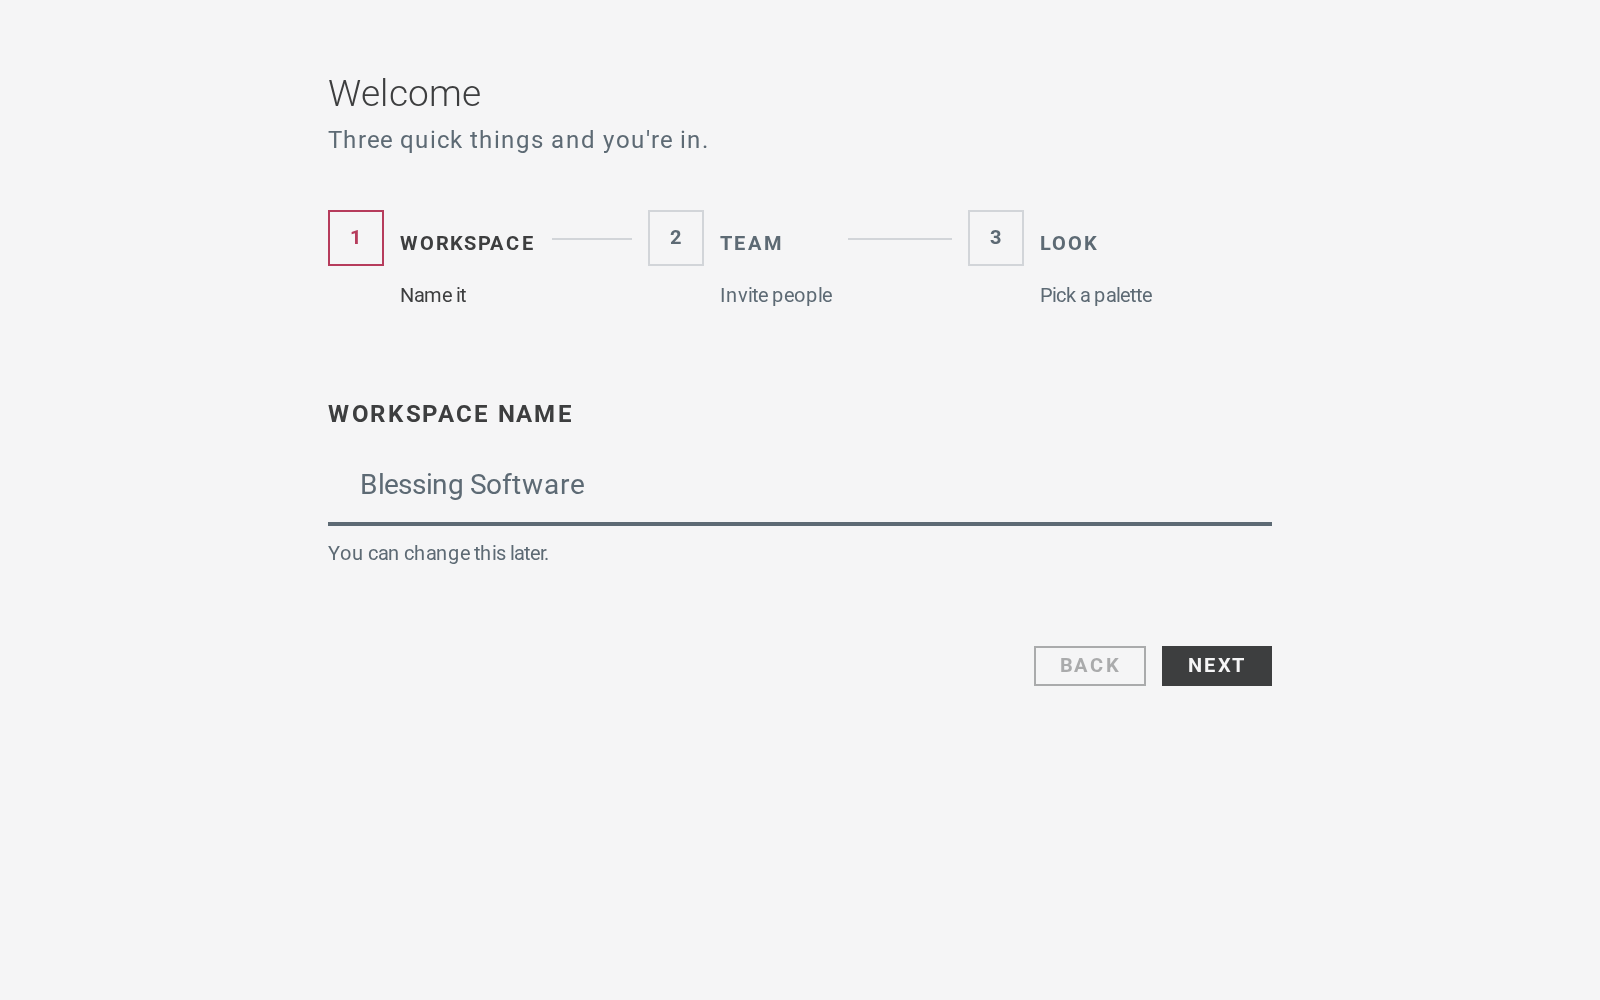 Welcome
Three quick things and you're in.
1 WORKSPACE 2 TEAM 3 LOOK
Name it Invite people Pick a palette
WORKSPACE NAME
Blessing Software
You can change this later.
BACK NEXT